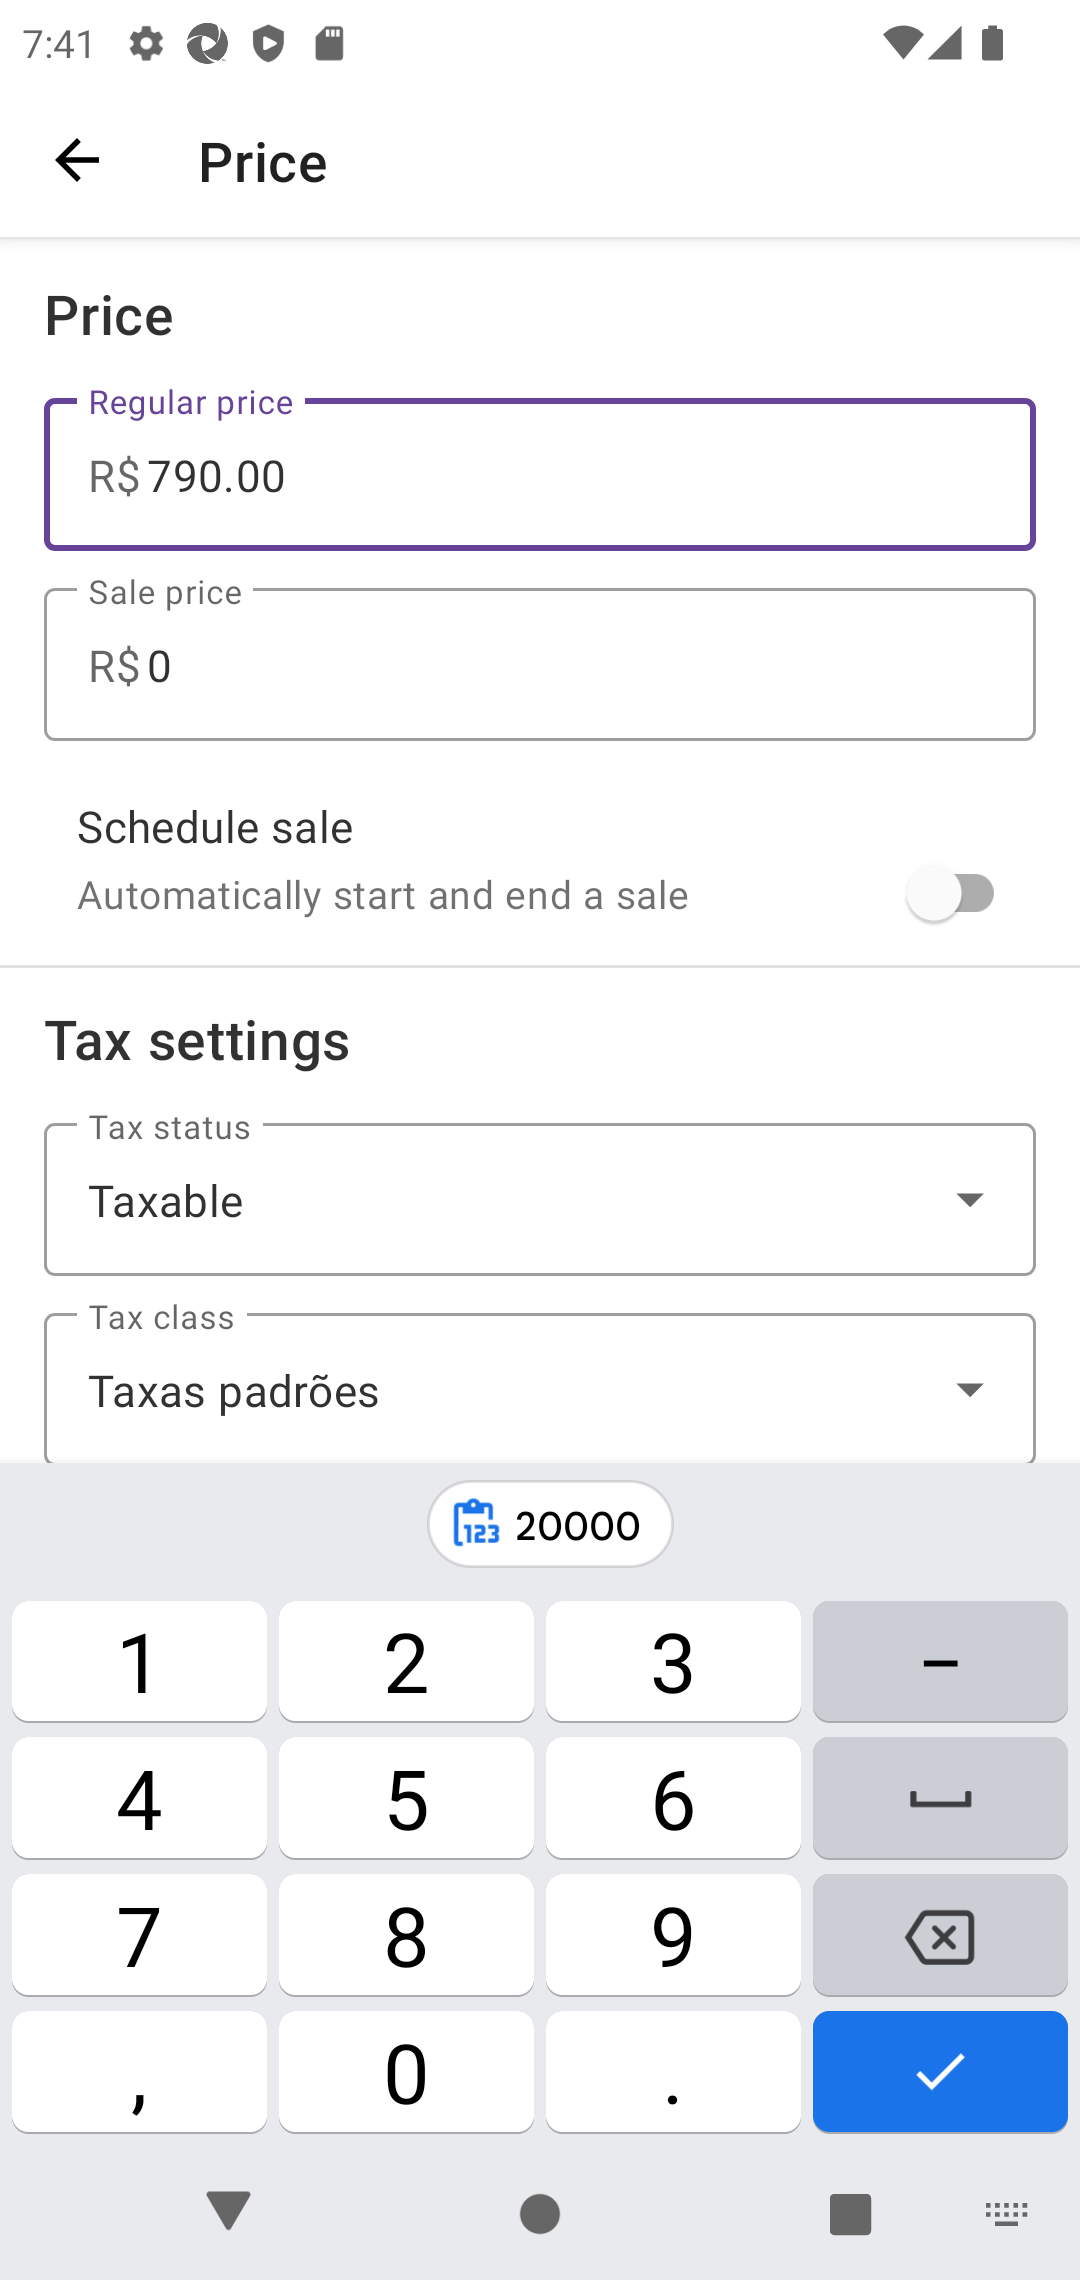 7:41
Price
Price
Regular price
R$ 790.00
Sale price
R$ 0
Schedule sale
Automatically start and end a sale
Tax settings
Tax status
Taxable
Tax class
Taxas padrões
123 20000
1 2 3 –
4 5 6
7 8 9
, 0 .